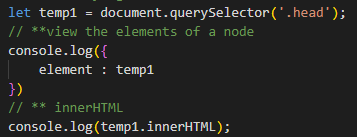 let temp1 = document.querySelector('.head');
// **view the elements of a node
console.log({
    element : temp1
})
// ** innerHTML
console.log(temp1.innerHTML);